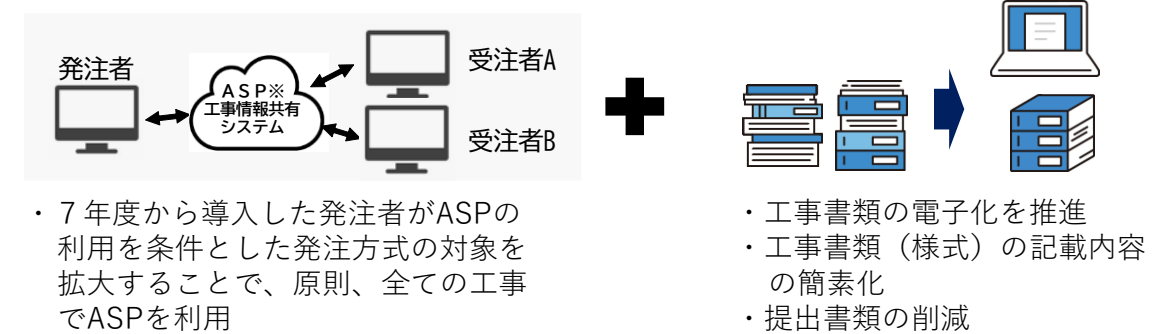 発注者
ASP※
工事情報共有
システム
受注者A
受注者B
・７年度から導入した発注者がASPの
利用を条件とした発注方式の対象を
拡大することで、原則、全ての工事
でASPを利用
・工事書類の電子化を推進
・工事書類（様式）の記載内容
の簡素化
・提出書類の削減